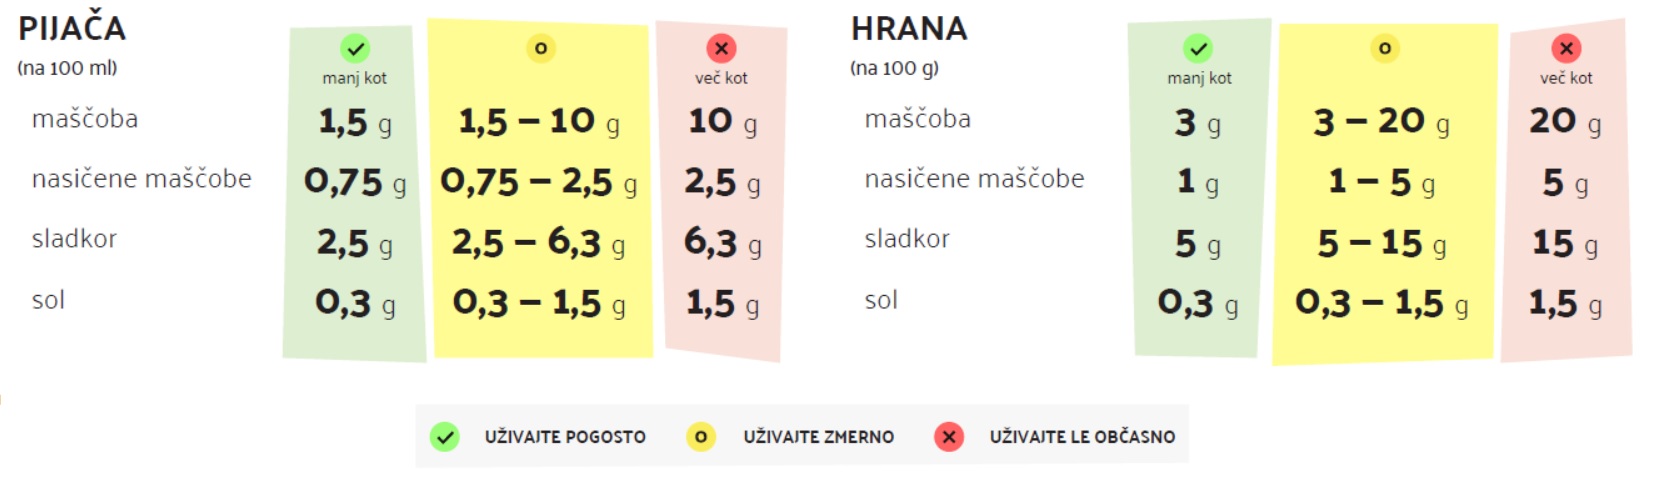 PIJAČA
(na 100 ml)
manj kot
več kot
maščoba 1,5 g 1,5 – 10 g 10 g
nasičene maščobe 0,75 g 0,75 – 2,5 g 2,5 g
sladkor 2,5 g 2,5 – 6,3 g 6,3 g
sol 0,3 g 0,3 – 1,5 g 1,5 g
HRANA
(na 100 g)
manj kot
več kot
maščoba 3 g 3 – 20 g 20 g
nasičene maščobe 1 g 1 – 5 g 5 g
sladkor 5 g 5 – 15 g 15 g
sol 0,3 g 0,3 – 1,5 g 1,5 g
UŽIVAJTE POGOSTO UŽIVAJTE ZMERNO UŽIVAJTE LE OBČASNO